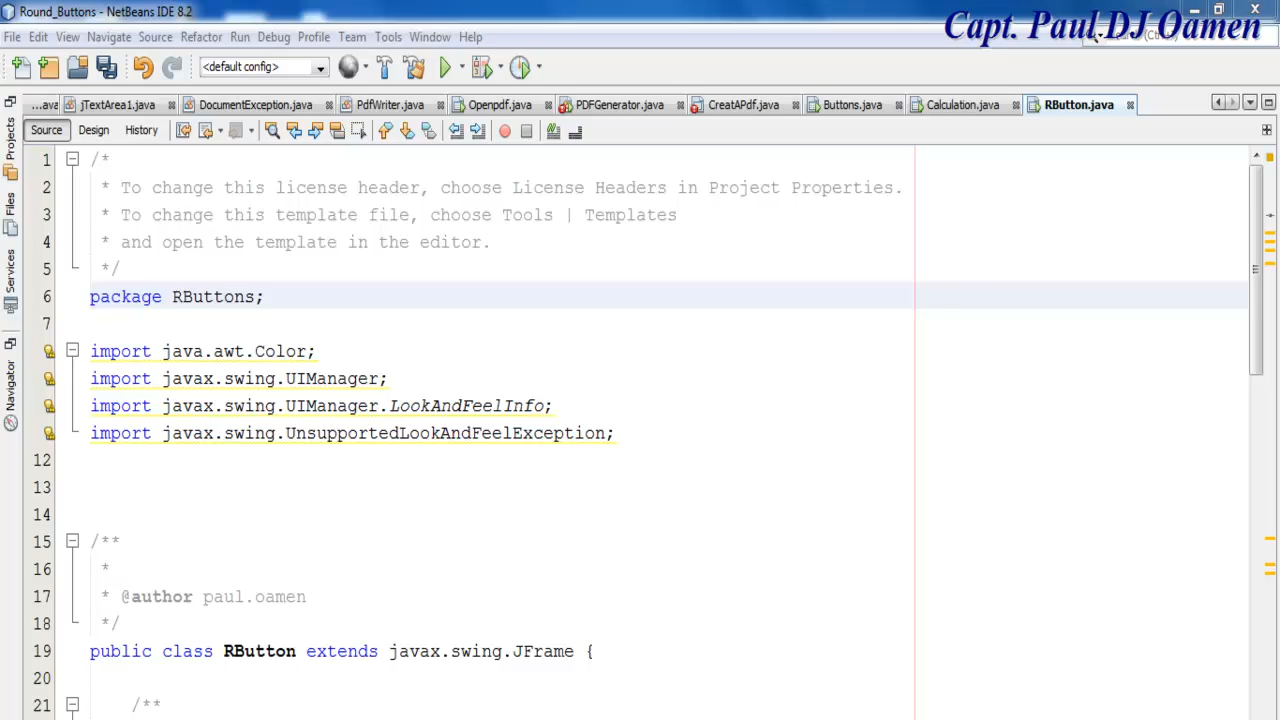 Round_Buttons - NetBeans IDE 8.2
Capt. Paul DJ Oamen
File Edit View Navigate Source Refactor Run Debug Profile Team Tools Window Help
<default config>
...ava jTextArea1.java DocumentException.java PdfWriter.java Openpdf.java PDFGenerator.java CreatAPdf.java Buttons.java Calculation.java RButton.java
Source Design History
Projects
Files
Services
Navigator
1 /*
2 * To change this license header, choose License Headers in Project Properties.
3 * To change this template file, choose Tools | Templates
4 * and open the template in the editor.
5 */
6 package RButtons;
7
import java.awt.Color;
import javax.swing.UIManager;
import javax.swing.UIManager.LookAndFeelInfo;
import javax.swing.UnsupportedLookAndFeelException;
12
13
14
15 /**
16 *
17 * @author paul.oamen
18 */
19 public class RButton extends javax.swing.JFrame {
20
21 /**